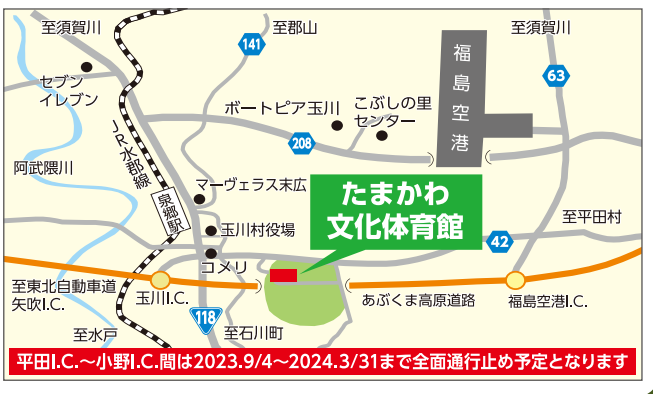 至須賀川
至郡山
至須賀川
141
福島空港
63
セブン
イレブン
ボートピア玉川
こぶしの里
センター
208
JR水郡線
阿武隈川
マーヴェラス末広
たまかわ
文化体育館
泉郷駅
玉川村役場
至平田村
42
コメリ
至東北自動車道
矢吹I.C.
玉川I.C.
あぶくま高原道路
福島空港I.C.
118
至水戸
至石川町
平田I.C.〜小野I.C.間は2023.9/4〜2024.3/31まで全面通行止め予定となります